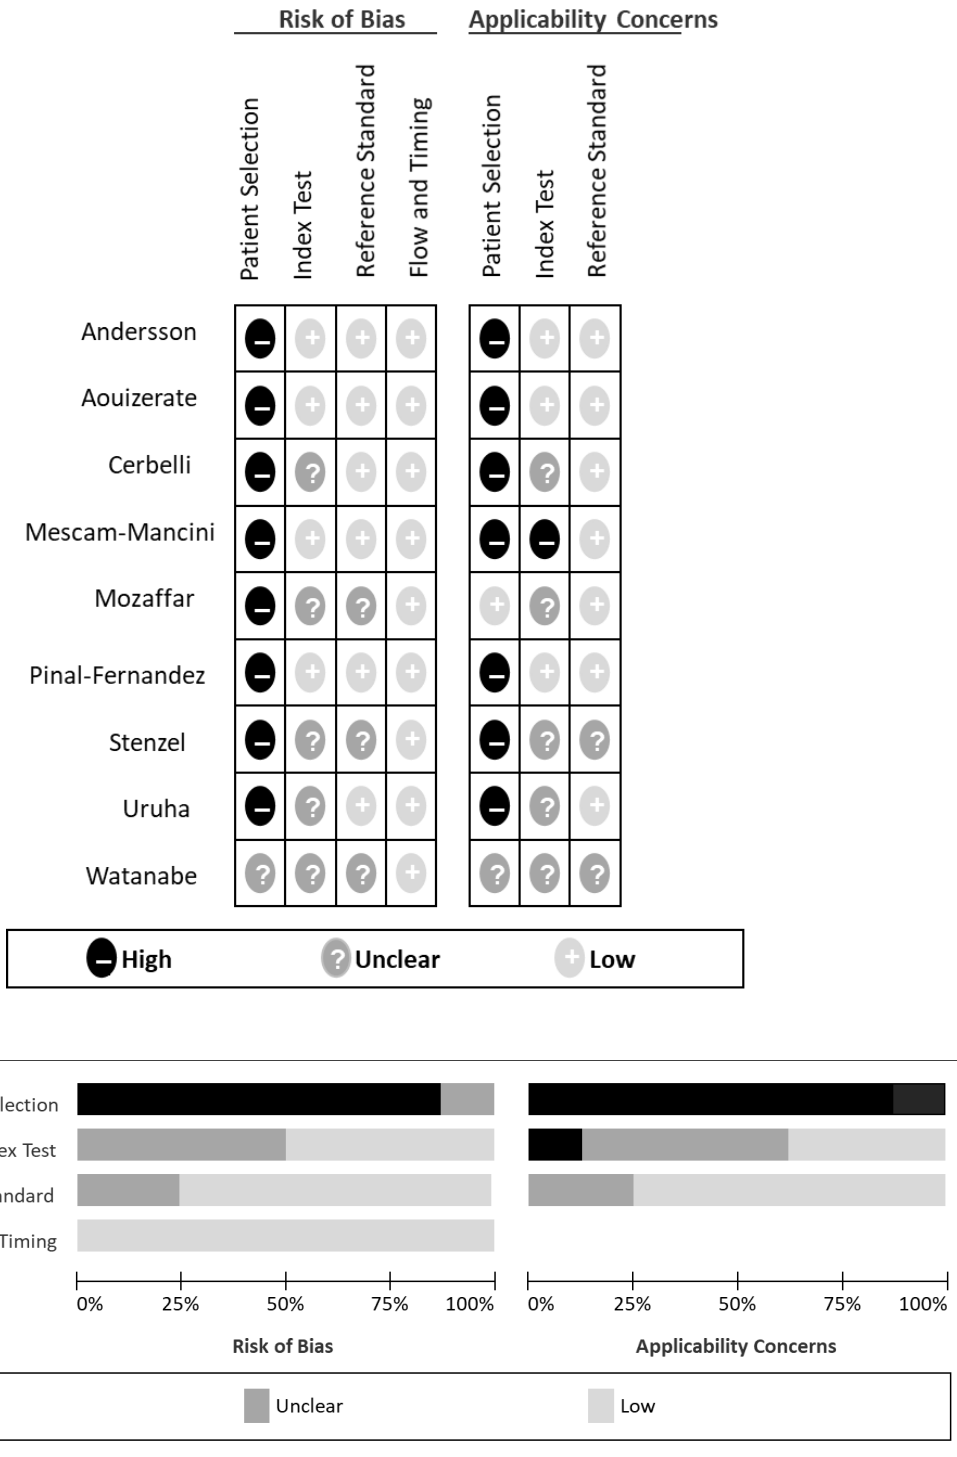 Risk of Bias Applicability Concerns
Patient Selection Index Test Reference Standard Flow and Timing Patient Selection Index Test Reference Standard
Andersson − + + + − + +
Aouizerate − + + + − + +
Cerbelli − ? + + − ? +
Mescam-Mancini − + + + − − +
Mozaffar − ? ? + + ? +
Pinal-Fernandez − + + + − + +
Stenzel − ? ? + − ? ?
Uruha − ? + + − ? +
Watanabe ? ? ? + ? ? ?
− High ? Unclear + Low
lection
ex Test
andard
Timing
0% 25% 50% 75% 100% 0% 25% 50% 75% 100%
Risk of Bias Applicability Concerns
Unclear Low